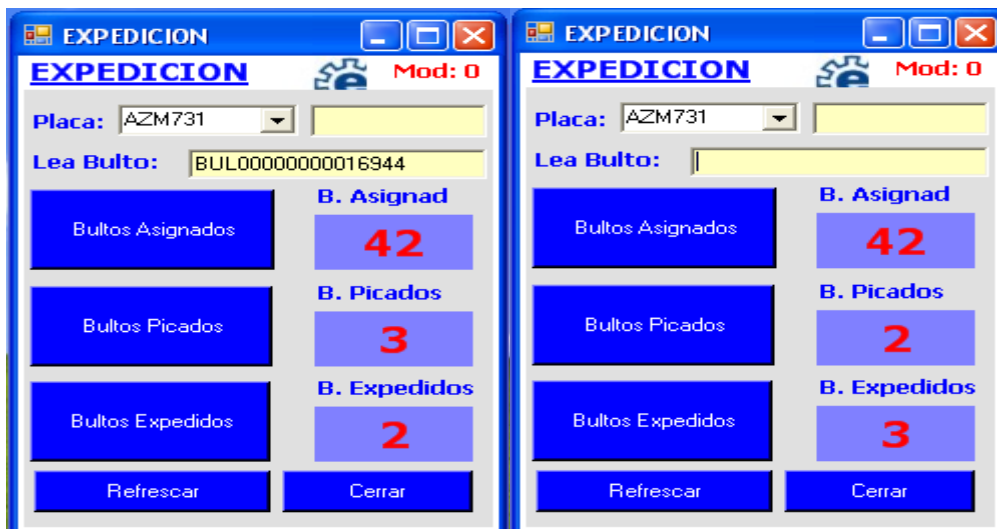 EXPEDICION
EXPEDICION
Mod: 0
Placa: AZM731
Lea Bulto: BUL00000000016944
Bultos Asignados
B. Asignad
42
Bultos Picados
B. Picados
3
Bultos Expedidos
B. Expedidos
2
Refrescar
Cerrar
EXPEDICION
EXPEDICION
Mod: 0
Placa: AZM731
Lea Bulto:
Bultos Asignados
B. Asignad
42
Bultos Picados
B. Picados
2
Bultos Expedidos
B. Expedidos
3
Refrescar
Cerrar